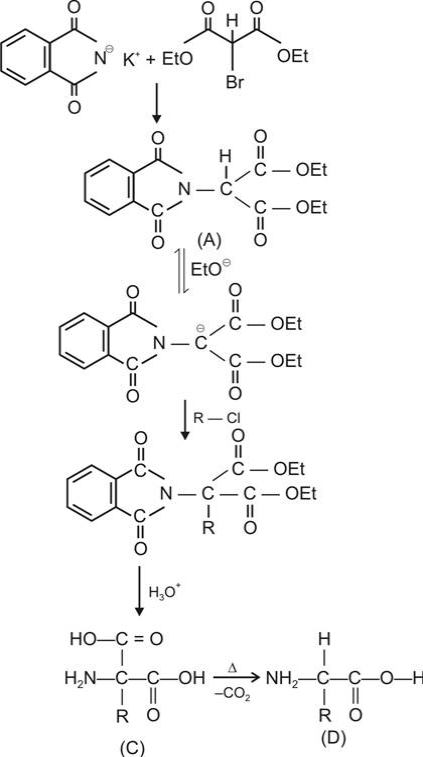 O O H O
N⊖ K⁺ + EtO OEt
O Br
O H O
N — C C — OEt
C C — OEt
O (A) O
EtO⊖
O O
N — C⊖ C — OEt
C C — OEt
O O
R — Cl
O O
C C — OEt
N — C — C — OEt
C R O
O
H₃O⁺
HO—C = O H
H₂N—C—C—OH Δ –CO₂ NH₂—C—C—O—H
R O R O
(C) (D)